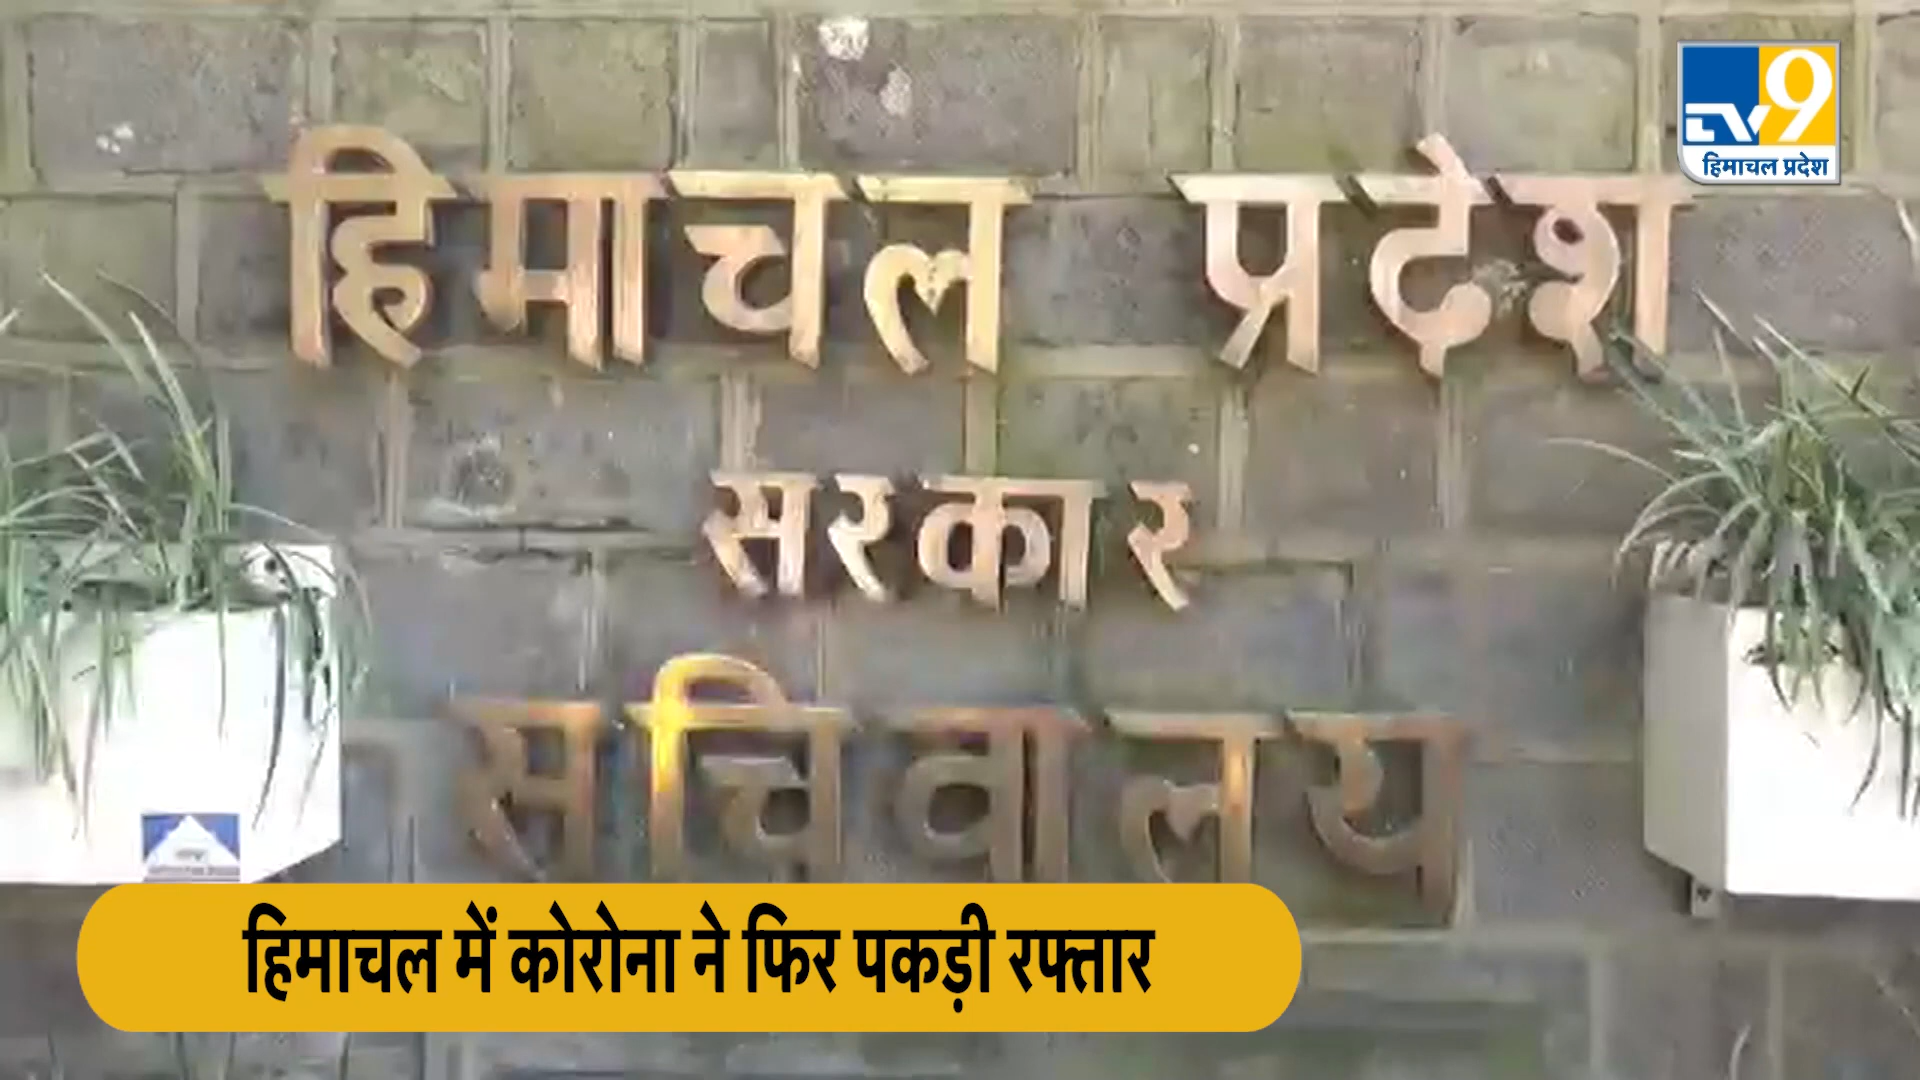 TV9
हिमाचल प्रदेश
हिमाचल प्रदेश
सरकार
सचिवालय
हिमाचल में कोरोना ने फिर पकड़ी रफ्तार